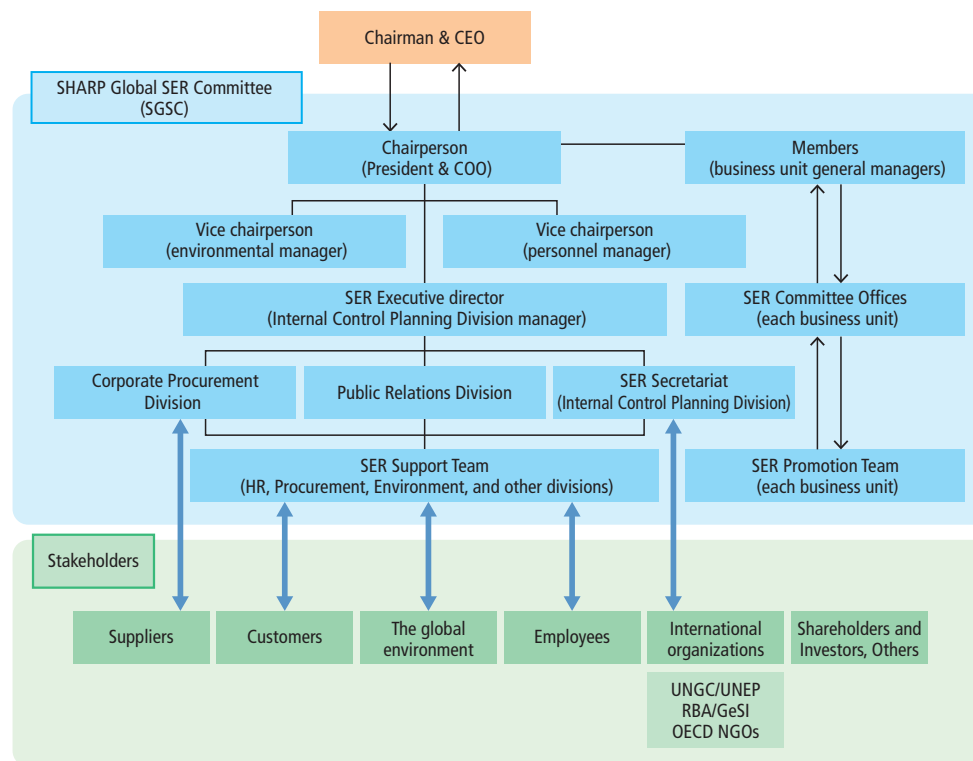 Chairman & CEO
SHARP Global SER Committee
(SGSC)
Chairperson
(President & COO)
Members
(business unit general managers)
Vice chairperson
(environmental manager)
Vice chairperson
(personnel manager)
SER Executive director
(Internal Control Planning Division manager)
SER Committee Offices
(each business unit)
Corporate Procurement
Division
Public Relations Division
SER Secretariat
(Internal Control Planning Division)
SER Support Team
(HR, Procurement, Environment, and other divisions)
SER Promotion Team
(each business unit)
Stakeholders
Suppliers
Customers
The global
environment
Employees
International
organizations
Shareholders and
Investors, Others
UNGC/UNEP
RBA/GeSI
OECD NGOs